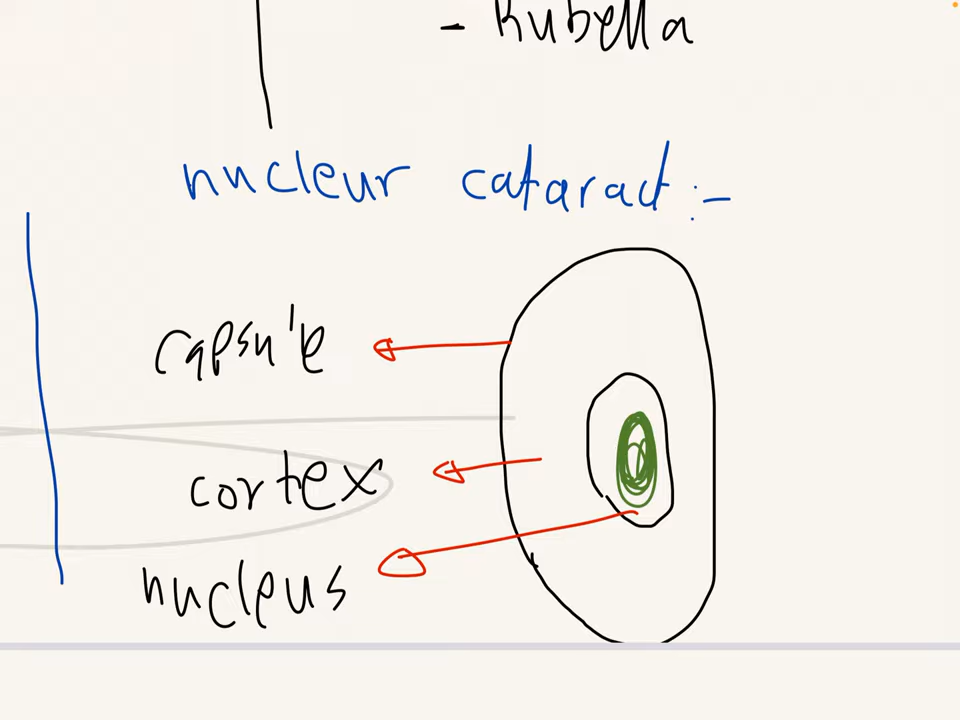 - Rubella
nucleur cataract :-
capsule
cortex
nucleus